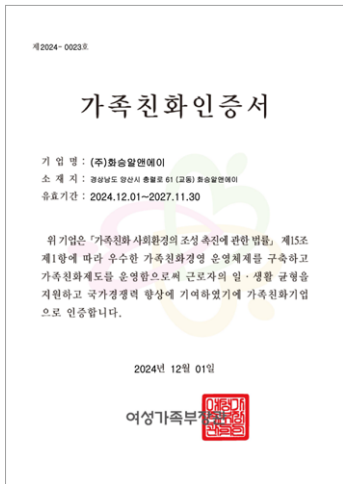 제2024- 0023호
가족친화인증서
기 업 명 : (주)화승알앤에이
소 재 지 : 경상남도 양산시 충렬로 61 (교동) 화승알앤에이
유효기간 : 2024.12.01~2027.11.30
위 기업은 「가족친화 사회환경의 조성 촉진에 관한 법률」 제15조
제1항에 따라 우수한 가족친화경영 운영체제를 구축하고
가족친화제도를 운영함으로써 근로자의 일 · 생활 균형을
지원하고 국가경쟁력 향상에 기여하였기에 가족친화기업
으로 인증합니다.
2024년 12월 01일
여성가족부장관